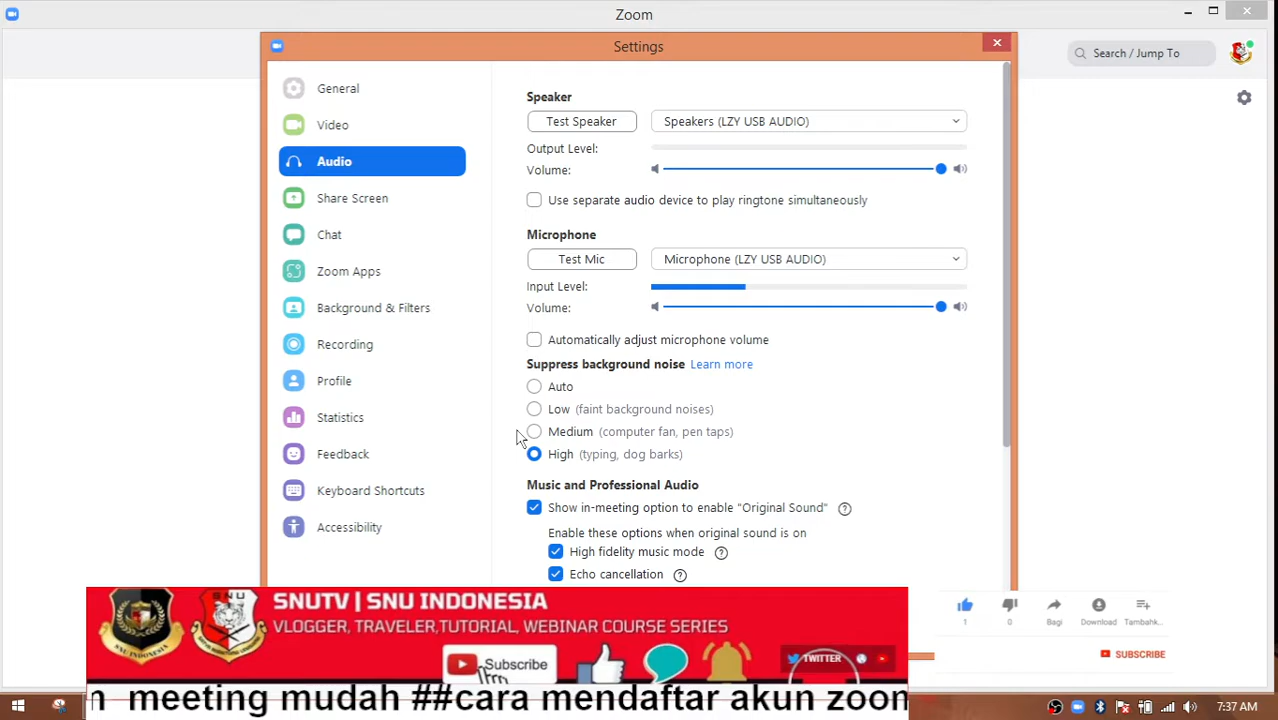 Zoom
Settings
Search / Jump To
General
Video
Audio
Share Screen
Chat
Zoom Apps
Background & Filters
Recording
Profile
Statistics
Feedback
Keyboard Shortcuts
Accessibility
Speaker
Test Speaker
Speakers (LZY USB AUDIO)
Output Level:
Volume:
Use separate audio device to play ringtone simultaneously
Microphone
Test Mic
Microphone (LZY USB AUDIO)
Input Level:
Volume:
Automatically adjust microphone volume
Suppress background noise Learn more
Auto
Low (faint background noises)
Medium (computer fan, pen taps)
High (typing, dog barks)
Music and Professional Audio
Show in-meeting option to enable "Original Sound" ?
Enable these options when original sound is on
High fidelity music mode ?
Echo cancellation ?
SNUTV | SNU INDONESIA
VLOGGER, TRAVELER,TUTORIAL, WEBINAR COURSE SERIES
SNU
SNU INDONESIA
Subscribe
TWITTER
1 0 Bagi Download Tambahk...
SUBSCRIBE
n meeting mudah ##cara mendaftar akun zoom
7:37 AM